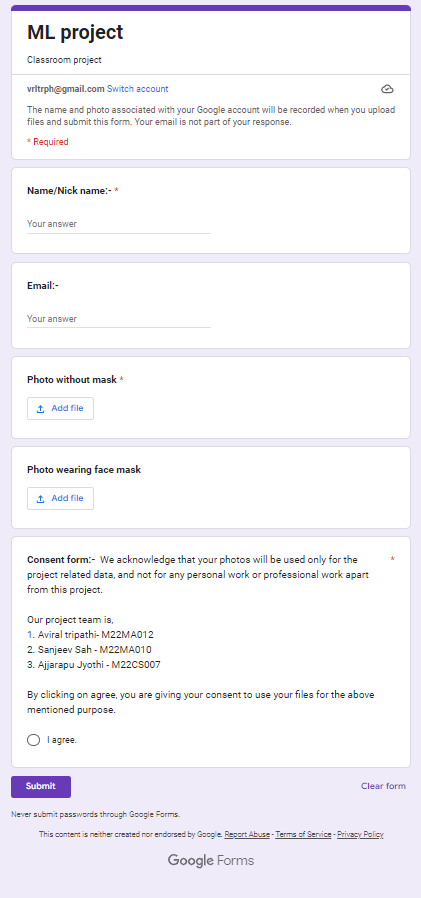 ML project
Classroom project
vrltrph@gmail.com Switch account
The name and photo associated with your Google account will be recorded when you upload
files and submit this form. Your email is not part of your response.
* Required
Name/Nick name:- *
Your answer
Email:-
Your answer
Photo without mask *
Add file
Photo wearing face mask
Add file
Consent form:- We acknowledge that your photos will be used only for the *
project related data, and not for any personal work or professional work apart
from this project.
Our project team is,
1. Aviral tripathi- M22MA012
2. Sanjeev Sah - M22MA010
3. Ajjarapu Jyothi - M22CS007
By clicking on agree, you are giving your consent to use your files for the above
mentioned purpose.
I agree.
Submit Clear form
Never submit passwords through Google Forms.
This content is neither created nor endorsed by Google. Report Abuse - Terms of Service - Privacy Policy
Google Forms